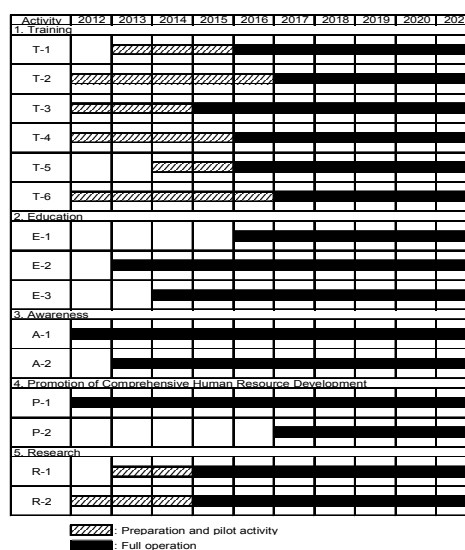 Activity 2012 2013 2014 2015 2016 2017 2018 2019 2020 202
1. Training
T-1
T-2
T-3
T-4
T-5
T-6
2. Education
E-1
E-2
E-3
3. Awareness
A-1
A-2
4. Promotion of Comprehensive Human Resource Development
P-1
P-2
5. Research
R-1
R-2
: Preparation and pilot activity
: Full operation